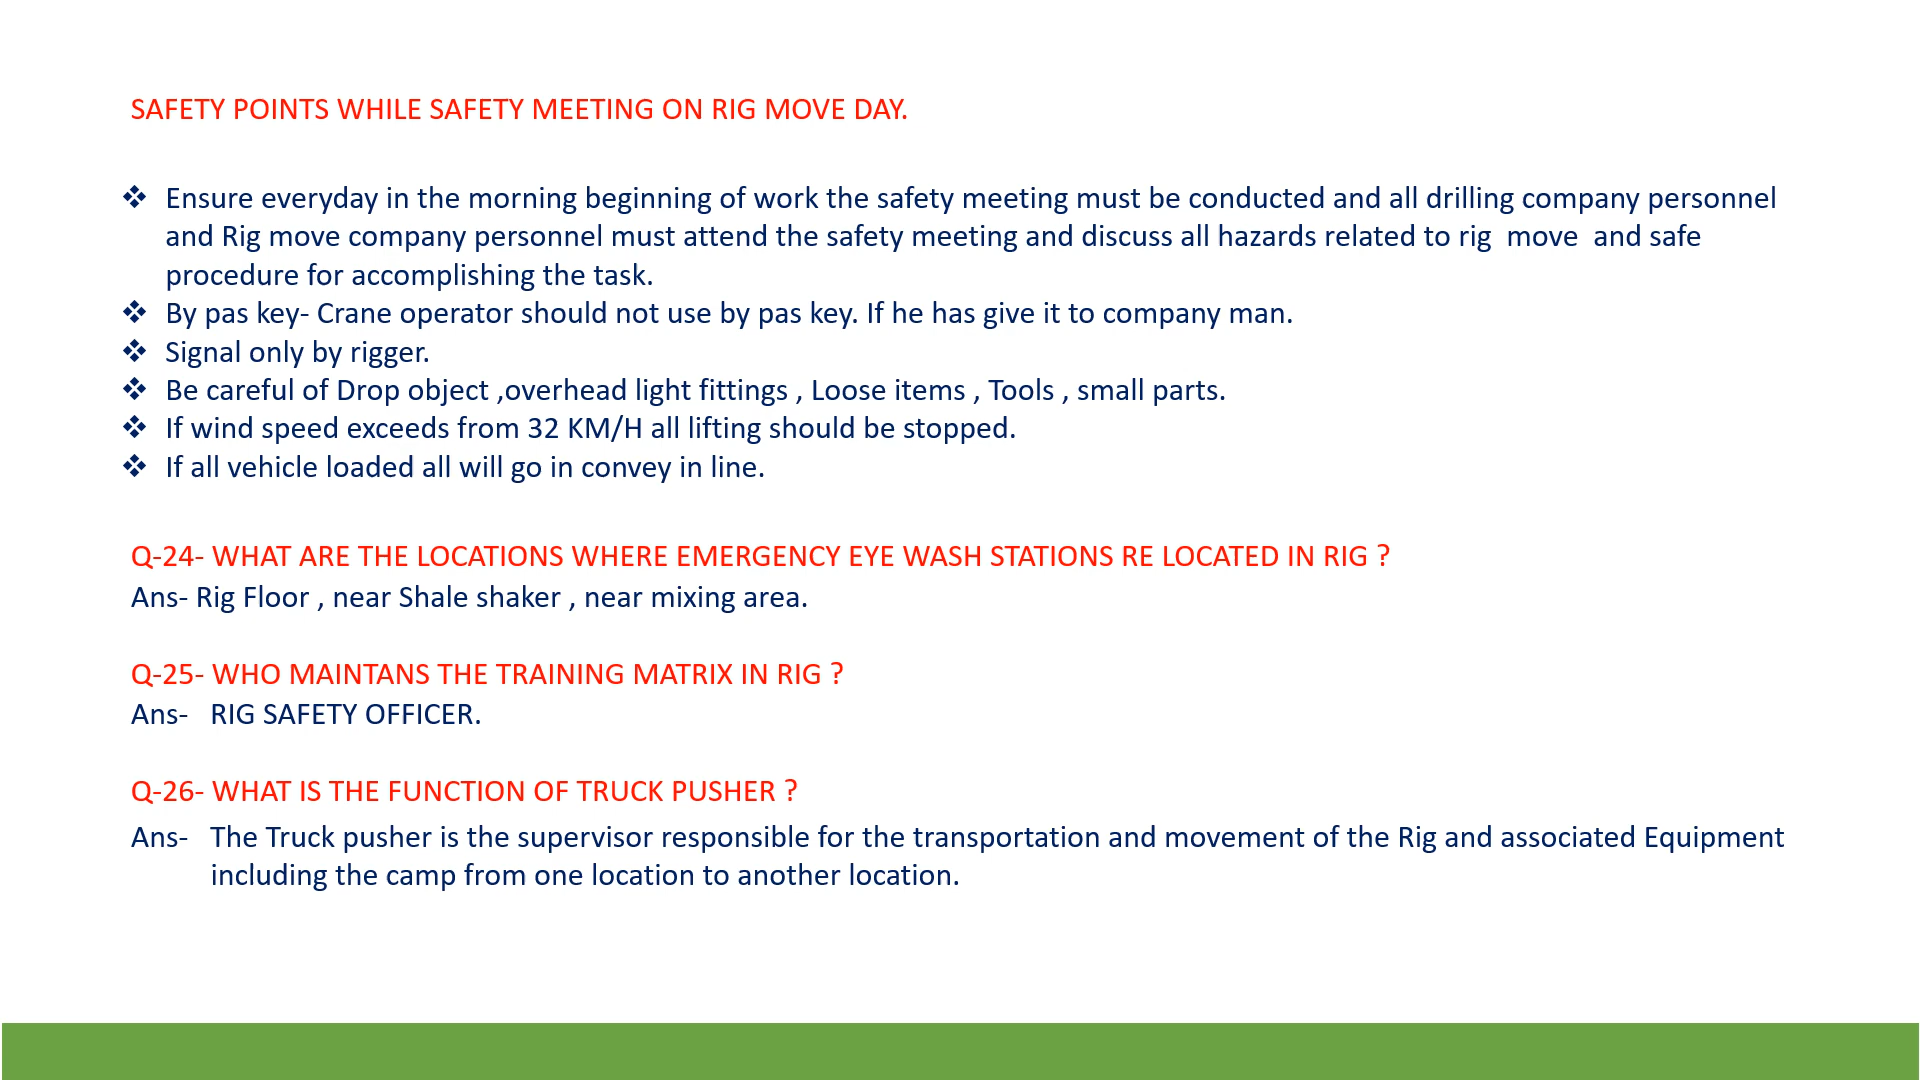 SAFETY POINTS WHILE SAFETY MEETING ON RIG MOVE DAY.
❖ Ensure everyday in the morning beginning of work the safety meeting must be conducted and all drilling company personnel
and Rig move company personnel must attend the safety meeting and discuss all hazards related to rig  move  and safe
procedure for accomplishing the task.
❖ By pas key- Crane operator should not use by pas key. If he has give it to company man.
❖ Signal only by rigger.
❖ Be careful of Drop object ,overhead light fittings , Loose items , Tools , small parts.
❖ If wind speed exceeds from 32 KM/H all lifting should be stopped.
❖ If all vehicle loaded all will go in convey in line.
Q-24- WHAT ARE THE LOCATIONS WHERE EMERGENCY EYE WASH STATIONS RE LOCATED IN RIG ?
Ans- Rig Floor , near Shale shaker , near mixing area.
Q-25- WHO MAINTANS THE TRAINING MATRIX IN RIG ?
Ans-   RIG SAFETY OFFICER.
Q-26- WHAT IS THE FUNCTION OF TRUCK PUSHER ?
Ans-   The Truck pusher is the supervisor responsible for the transportation and movement of the Rig and associated Equipment
including the camp from one location to another location.